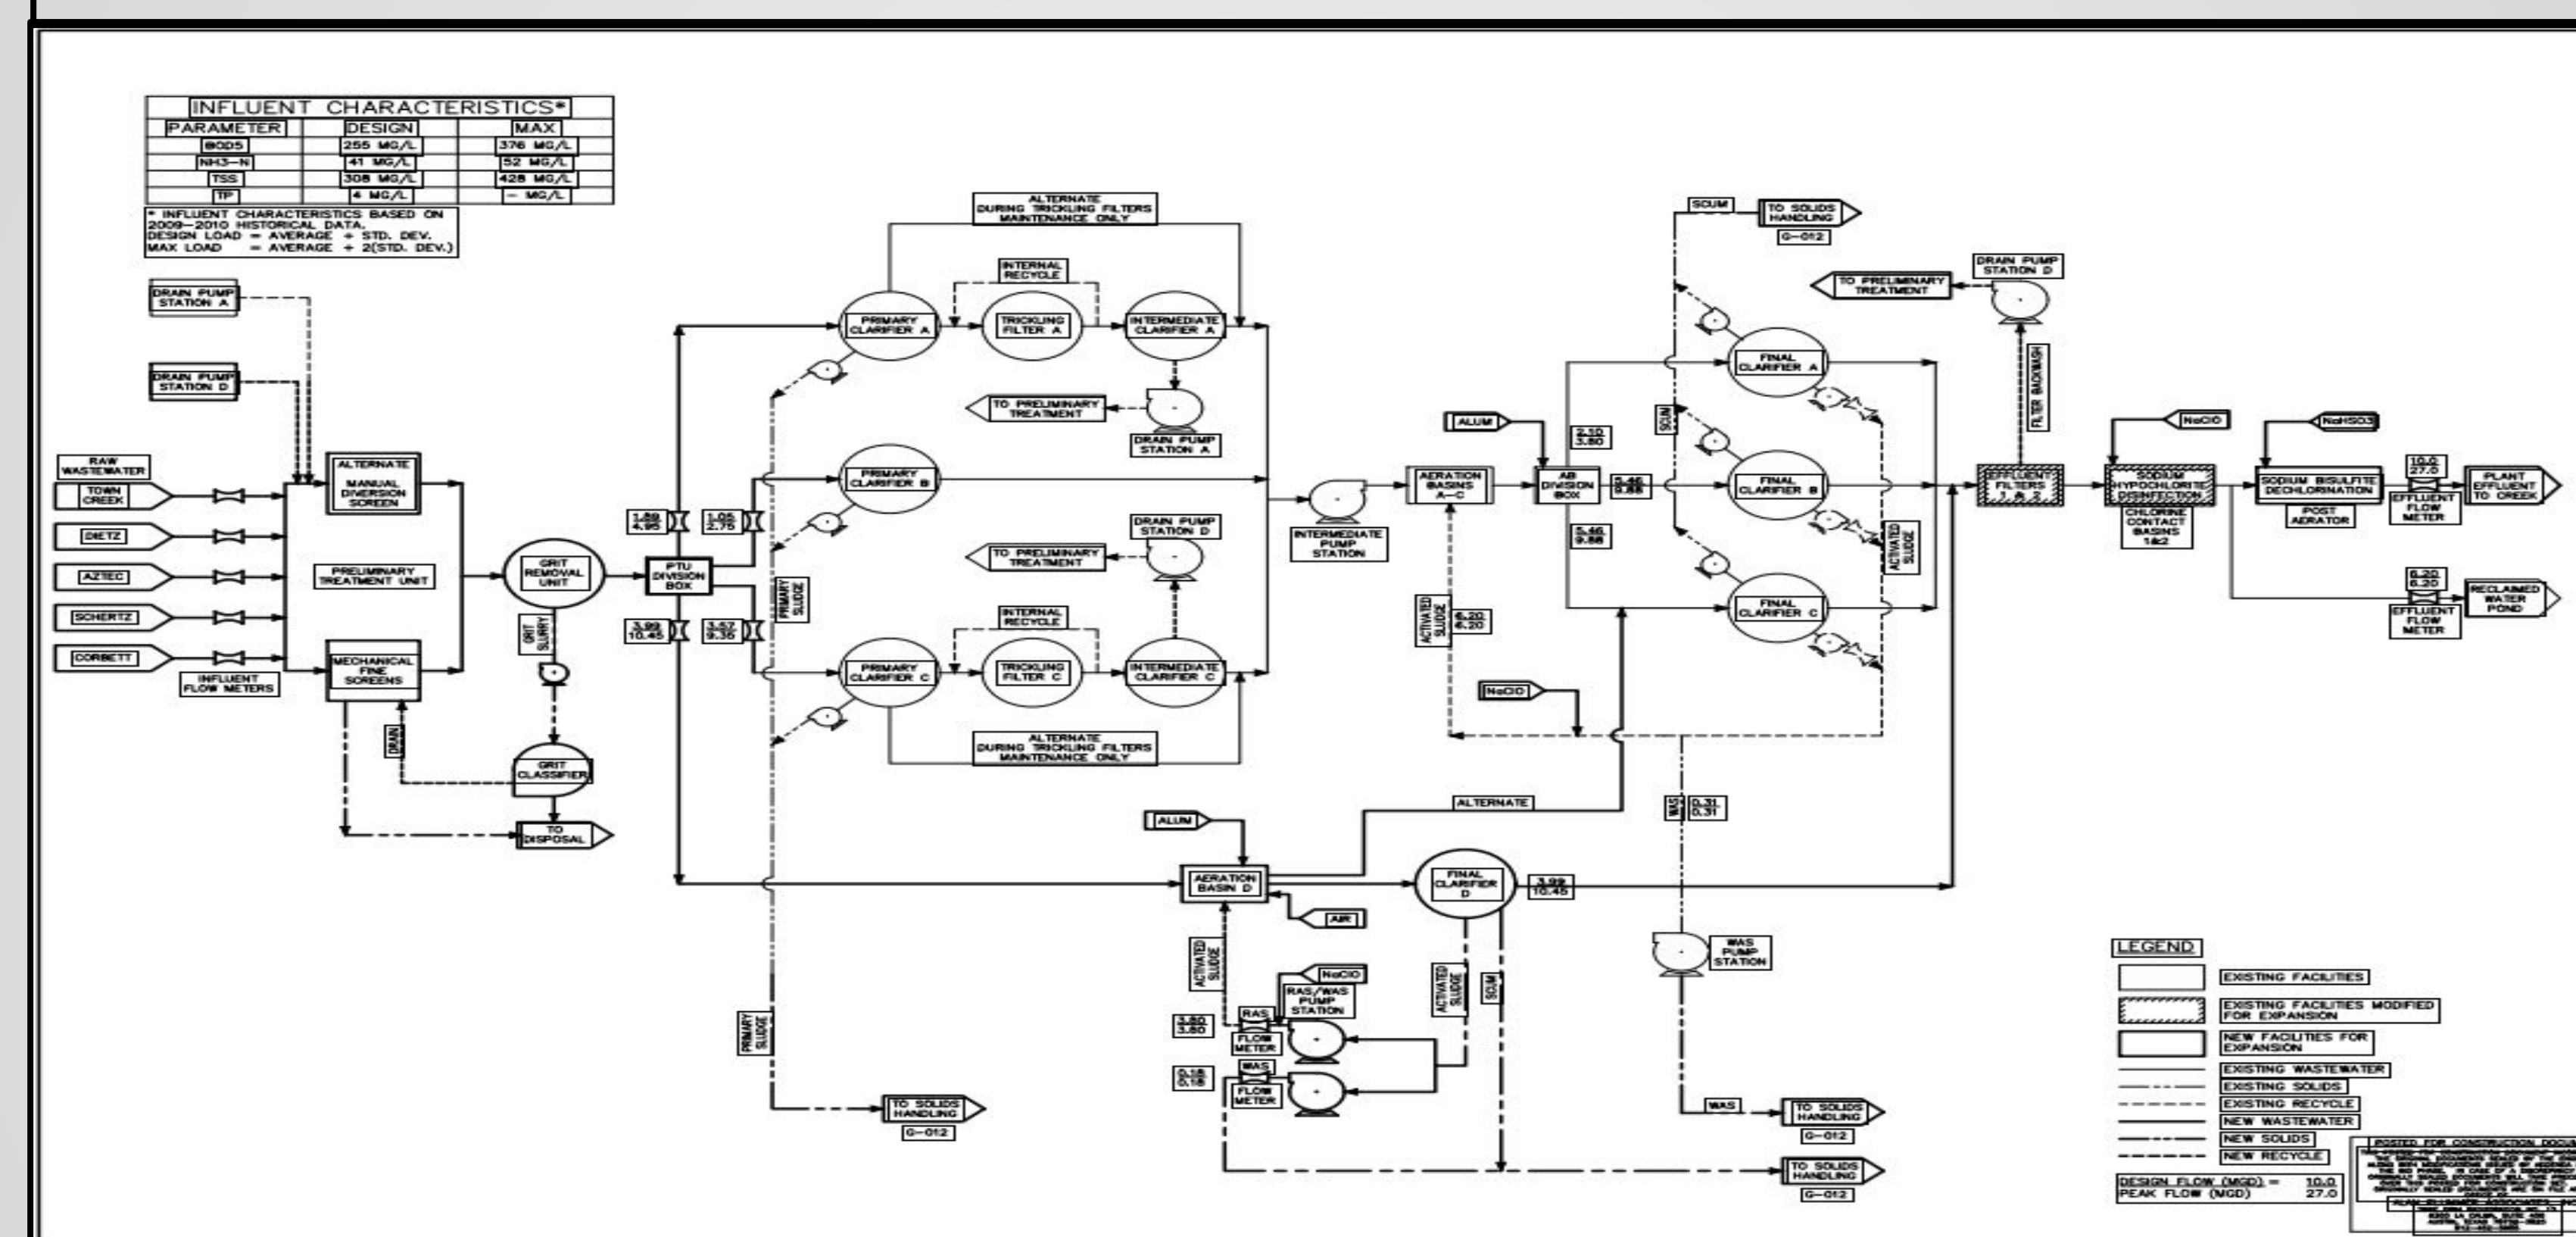 INFLUENT CHARACTERISTICS*
PARAMETER DESIGN MAX
BOD5 255 MG/L 376 MG/L
NH3-N 41 MG/L 52 MG/L
TSS 308 MG/L 428 MG/L
TP 4 MG/L - MG/L
* INFLUENT CHARACTERISTICS BASED ON
2009-2010 HISTORICAL DATA.
DESIGN LOAD = AVERAGE + STD. DEV.
MAX LOAD = AVERAGE + 2(STD. DEV.)
DRAIN PUMP
STATION A
DRAIN PUMP
STATION D
RAW
WASTEWATER
TOWN
CREEK
DIETZ
AZTEC
SCHERTZ
CORBETT
INFLUENT
FLOW METERS
ALTERNATE
MANUAL
DIVERSION
SCREEN
PRELIMINARY
TREATMENT UNIT
MECHANICAL
FINE
SCREENS
DRAIN
GRIT
REMOVAL
UNIT
GRIT
SLURRY
GRIT
CLASSIFIER
TO
DISPOSAL
PTU
DIVISION
BOX
1.89
4.95
1.05
2.75
3.99
10.45
3.57
9.35
PRIMARY
SLUDGE
PRIMARY
SLUDGE
TO SOLIDS
HANDLING
G-012
ALTERNATE
DURING TRICKLING FILTERS
MAINTENANCE ONLY
INTERNAL
RECYCLE
PRIMARY
CLARIFIER A
TRICKLING
FILTER A
INTERMEDIATE
CLARIFIER A
TO PRELIMINARY
TREATMENT
DRAIN PUMP
STATION A
PRIMARY
CLARIFIER B
DRAIN PUMP
STATION D
TO PRELIMINARY
TREATMENT
INTERNAL
RECYCLE
PRIMARY
CLARIFIER C
TRICKLING
FILTER C
INTERMEDIATE
CLARIFIER C
ALTERNATE
DURING TRICKLING FILTERS
MAINTENANCE ONLY
INTERMEDIATE
PUMP
STATION
AERATION
BASINS
A-C
ALUM
AB
DIVISION
BOX
2.10
3.80
9.88
5.46
9.88
ACTIVATED
SLUDGE
6.20
6.20
NaClO
ALTERNATE
SCUM
TO SOLIDS
HANDLING
G-012
SCUM
FINAL
CLARIFIER A
FINAL
CLARIFIER B
FINAL
CLARIFIER C
ACTIVATED
SLUDGE
TO PRELIMINARY
TREATMENT
DRAIN PUMP
STATION D
FILTER BACKWASH
EFFLUENT
FILTERS
1 & 2
NaClO
SODIUM
HYPOCHLORITE
DISINFECTION
CHLORINE
CONTACT
BASINS
1&2
NaHSO3
SODIUM BISULFITE
DECHLORINATION
POST
AERATOR
10.0
27.0
EFFLUENT
FLOW
METER
PLANT
EFFLUENT
TO CREEK
6.20
6.20
EFFLUENT
FLOW
METER
RECLAIMED
WATER
POND
ALUM
AERATION
BASIN D
AIR
FINAL
CLARIFIER
D
3.99
10.45
ACTIVATED
SLUDGE
NaClO
RAS/WAS
PUMP
STATION
RAS
FLOW
METER
3.80
3.80
WAS
FLOW
METER
0.18
0.18
ACTIVATED
SLUDGE
SCUM
WAS
0.31
0.31
WAS
PUMP
STATION
WAS
TO SOLIDS
HANDLING
G-012
TO SOLIDS
HANDLING
G-012
LEGEND
EXISTING FACILITIES
EXISTING FACILITIES MODIFIED
FOR EXPANSION
NEW FACILITIES FOR
EXPANSION
EXISTING WASTEWATER
EXISTING SOLIDS
EXISTING RECYCLE
NEW WASTEWATER
NEW SOLIDS
NEW RECYCLE
DESIGN FLOW (MGD) = 10.0
PEAK FLOW (MGD) 27.0
POSTED FOR CONSTRUCTION